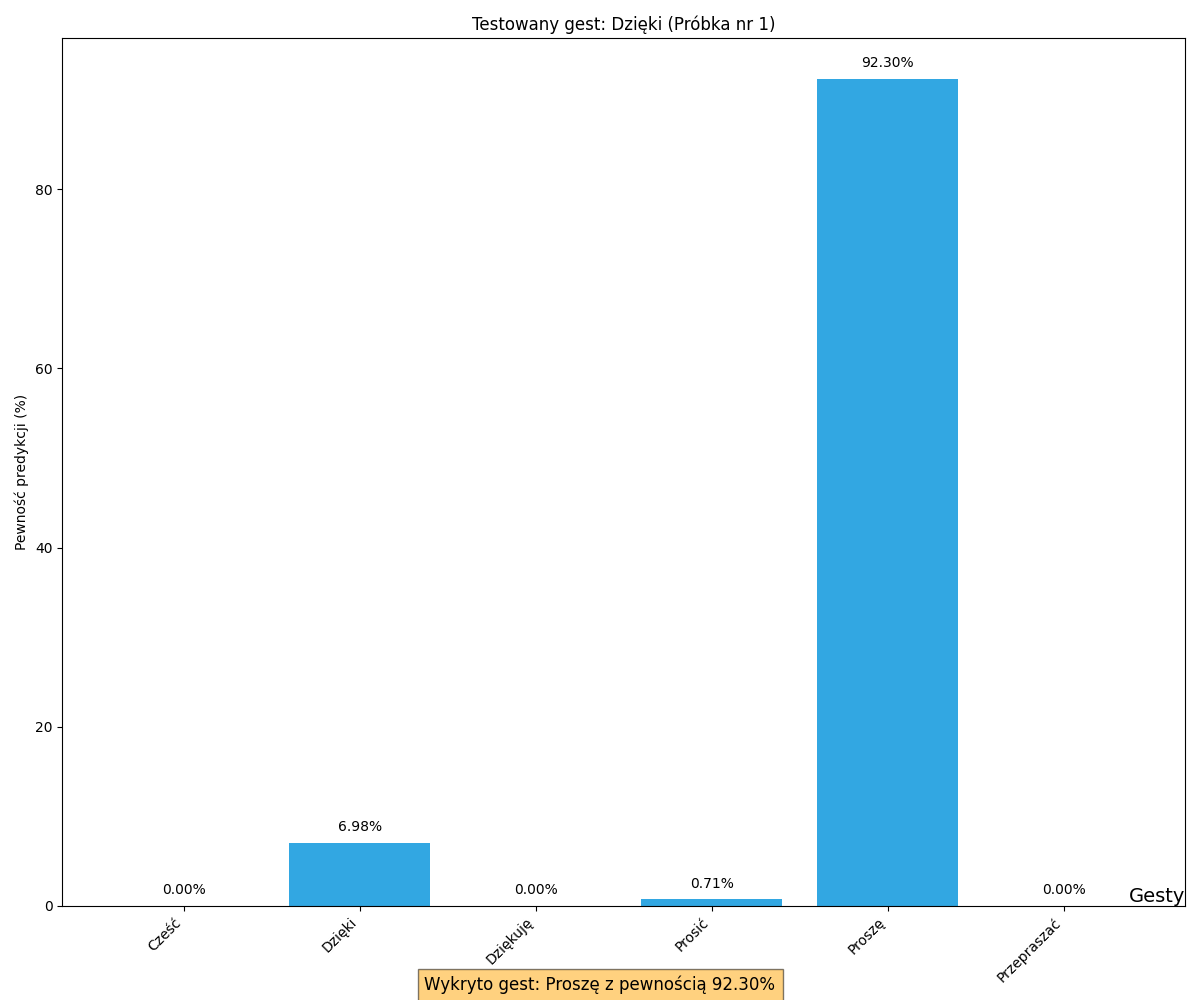 Testowany gest: Dzięki (Próbka nr 1)
92.30%
80
60
Pewność predykcji (%)
40
20
6.98%
0.00%
0.00%
0.71%
0.00%
0
Gesty
Cześć
Dzięki
Dziękuję
Prosić
Proszę
Przepraszać
Wykryto gest: Proszę z pewnością 92.30%